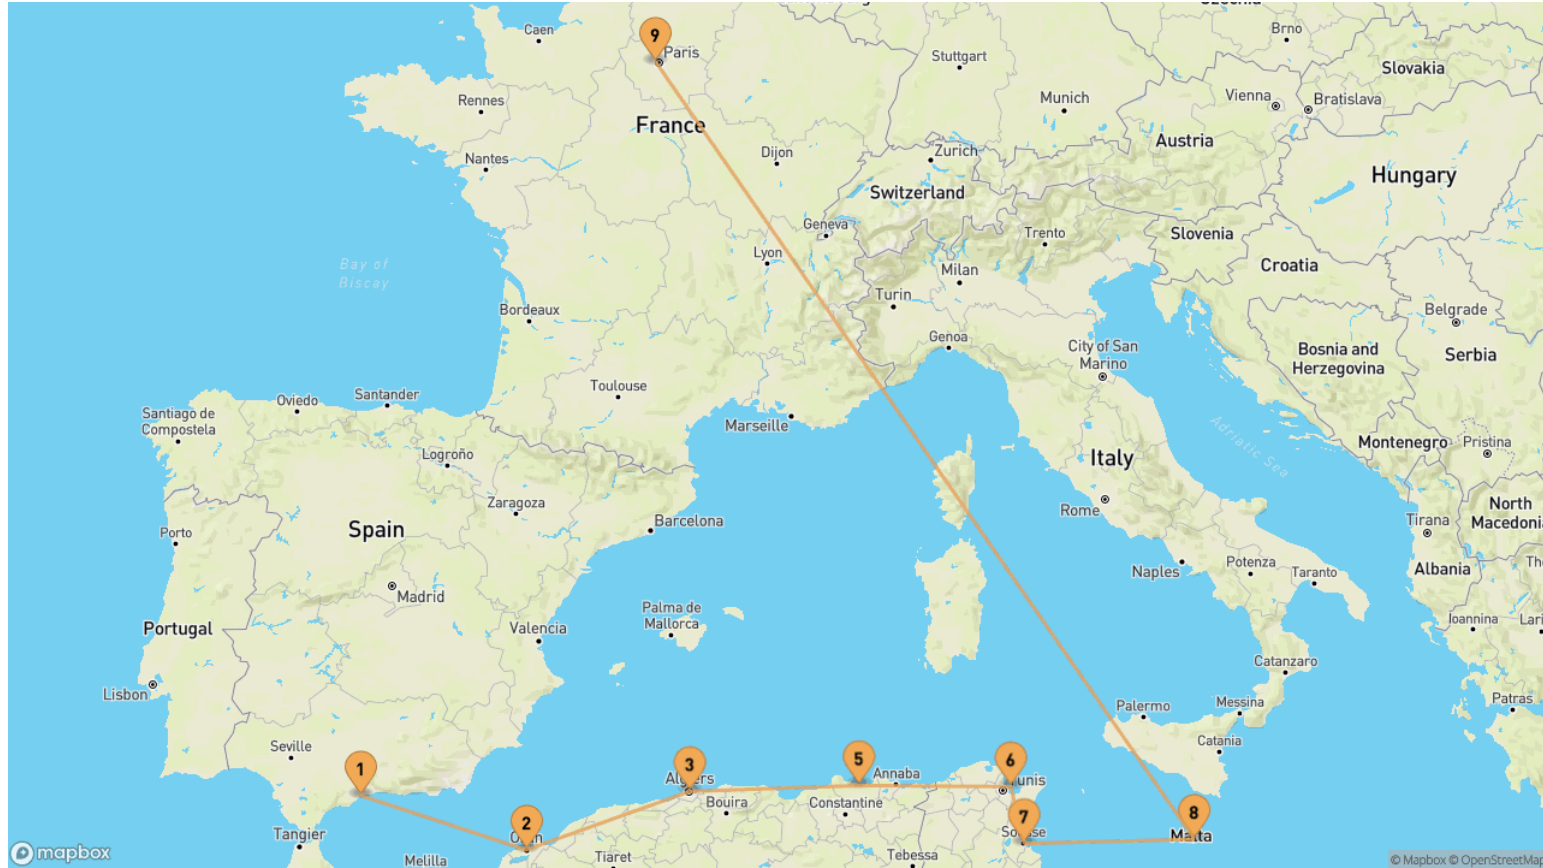 9
Paris
Caen
Brno
Slovakia
Stuttgart
Munich
Vienna
Bratislava
Rennes
France
Austria
Nantes
Dijon
Zurich
Switzerland
Hungary
Geneva
Trento
Slovenia
Bay of
Biscay
Lyon
Milan
Croatia
Turin
Bordeaux
Belgrade
Genoa
City of San
Marino
Bosnia and
Herzegovina
Serbia
Toulouse
Santander
Oviedo
Santiago de
Compostela
Marseille
Adriatic Sea
Montenegro
Pristina
Logroño
Italy
Zaragoza
Rome
North
Macedonia
Porto
Spain
Barcelona
Tirana
Naples
Potenza
Taranto
Albania
Madrid
Palma de
Mallorca
Ioannina
Portugal
Valencia
Catanzaro
Lisbon
Palermo
Messina
Patras
Seville
Catania
1
3
5
6
Algiers
Annaba
Tunis
Bouira
Constantine
2
7
8
Oran
Sousse
Malta
Tangier
Melilla
Tiaret
Tebessa
mapbox
© Mapbox © OpenStreetMap